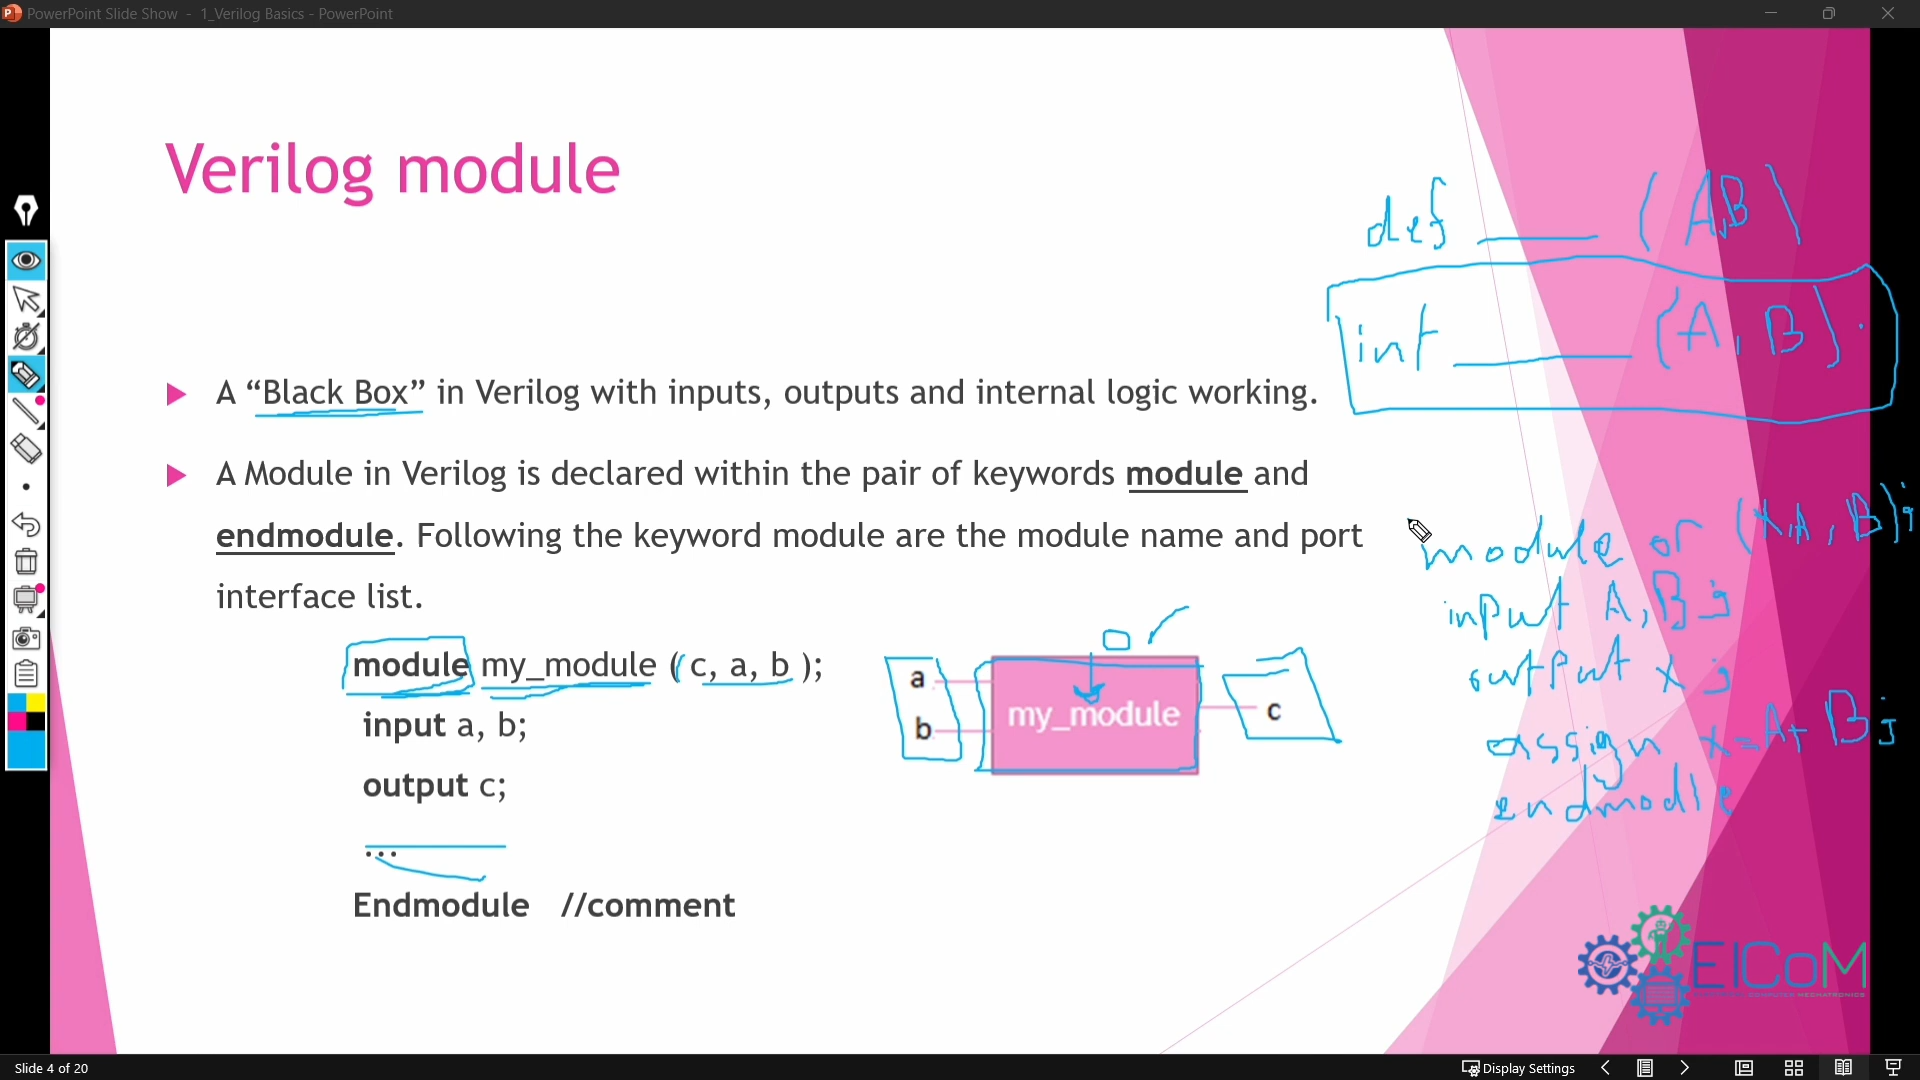 PowerPoint Slide Show - 1_Verilog Basics - PowerPoint
Verilog module
def ____ (A,B)
int ____ (A, B).
A “Black Box” in Verilog with inputs, outputs and internal logic working.
A Module in Verilog is declared within the pair of keywords module and
endmodule. Following the keyword module are the module name and port
interface list.
module my_module ( c, a, b );
input a, b;
output c;
...
Endmodule //comment
a
b
my_module
c
module or (X,A, B);
input A, B;
output X;
assign X=A+B;
endmodle
EICoM
Slide 4 of 20
Display Settings